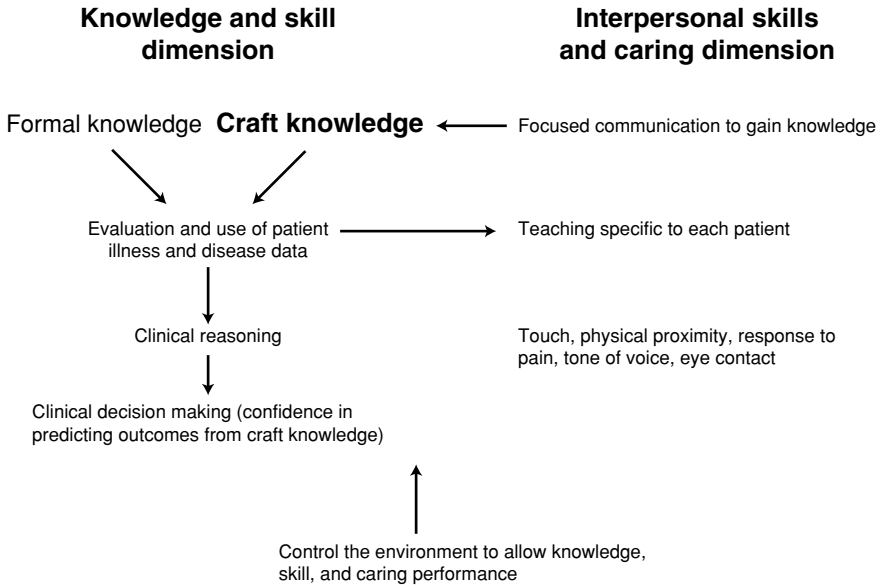 Knowledge and skill
dimension
Interpersonal skills
and caring dimension
Formal knowledge Craft knowledge
Focused communication to gain knowledge
Evaluation and use of patient
illness and disease data
Teaching specific to each patient
Clinical reasoning
Touch, physical proximity, response to
pain, tone of voice, eye contact
Clinical decision making (confidence in
predicting outcomes from craft knowledge)
Control the environment to allow knowledge,
skill, and caring performance